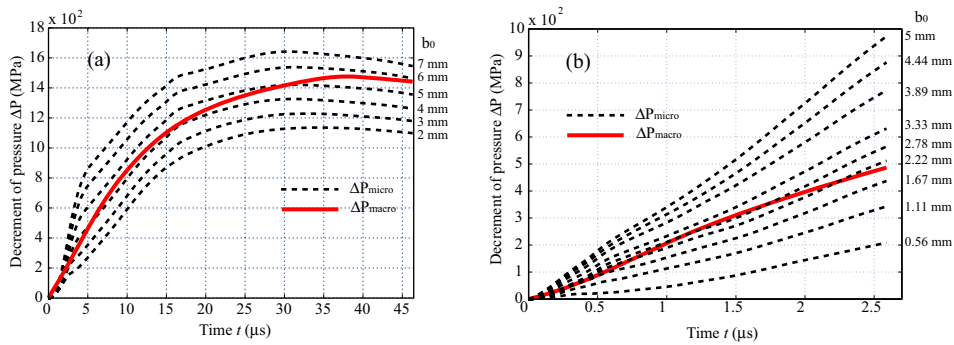 x 10²
18
16
14
12
10
8
6
4
2
0
Decrement of pressure ΔP (MPa)
(a)
b₀
7 mm
6 mm
5 mm
4 mm
3 mm
2 mm
ΔPmicro
ΔPmacro
0 5 10 15 20 25 30 35 40 45
Time t (μs)
x 10²
10
9
8
7
6
5
4
3
2
1
0
Decrement of pressure ΔP (MPa)
(b)
b₀
5 mm
4.44 mm
3.89 mm
3.33 mm
2.78 mm
2.22 mm
1.67 mm
1.11 mm
0.56 mm
ΔPmicro
ΔPmacro
0 0.5 1 1.5 2 2.5
Time t (μs)